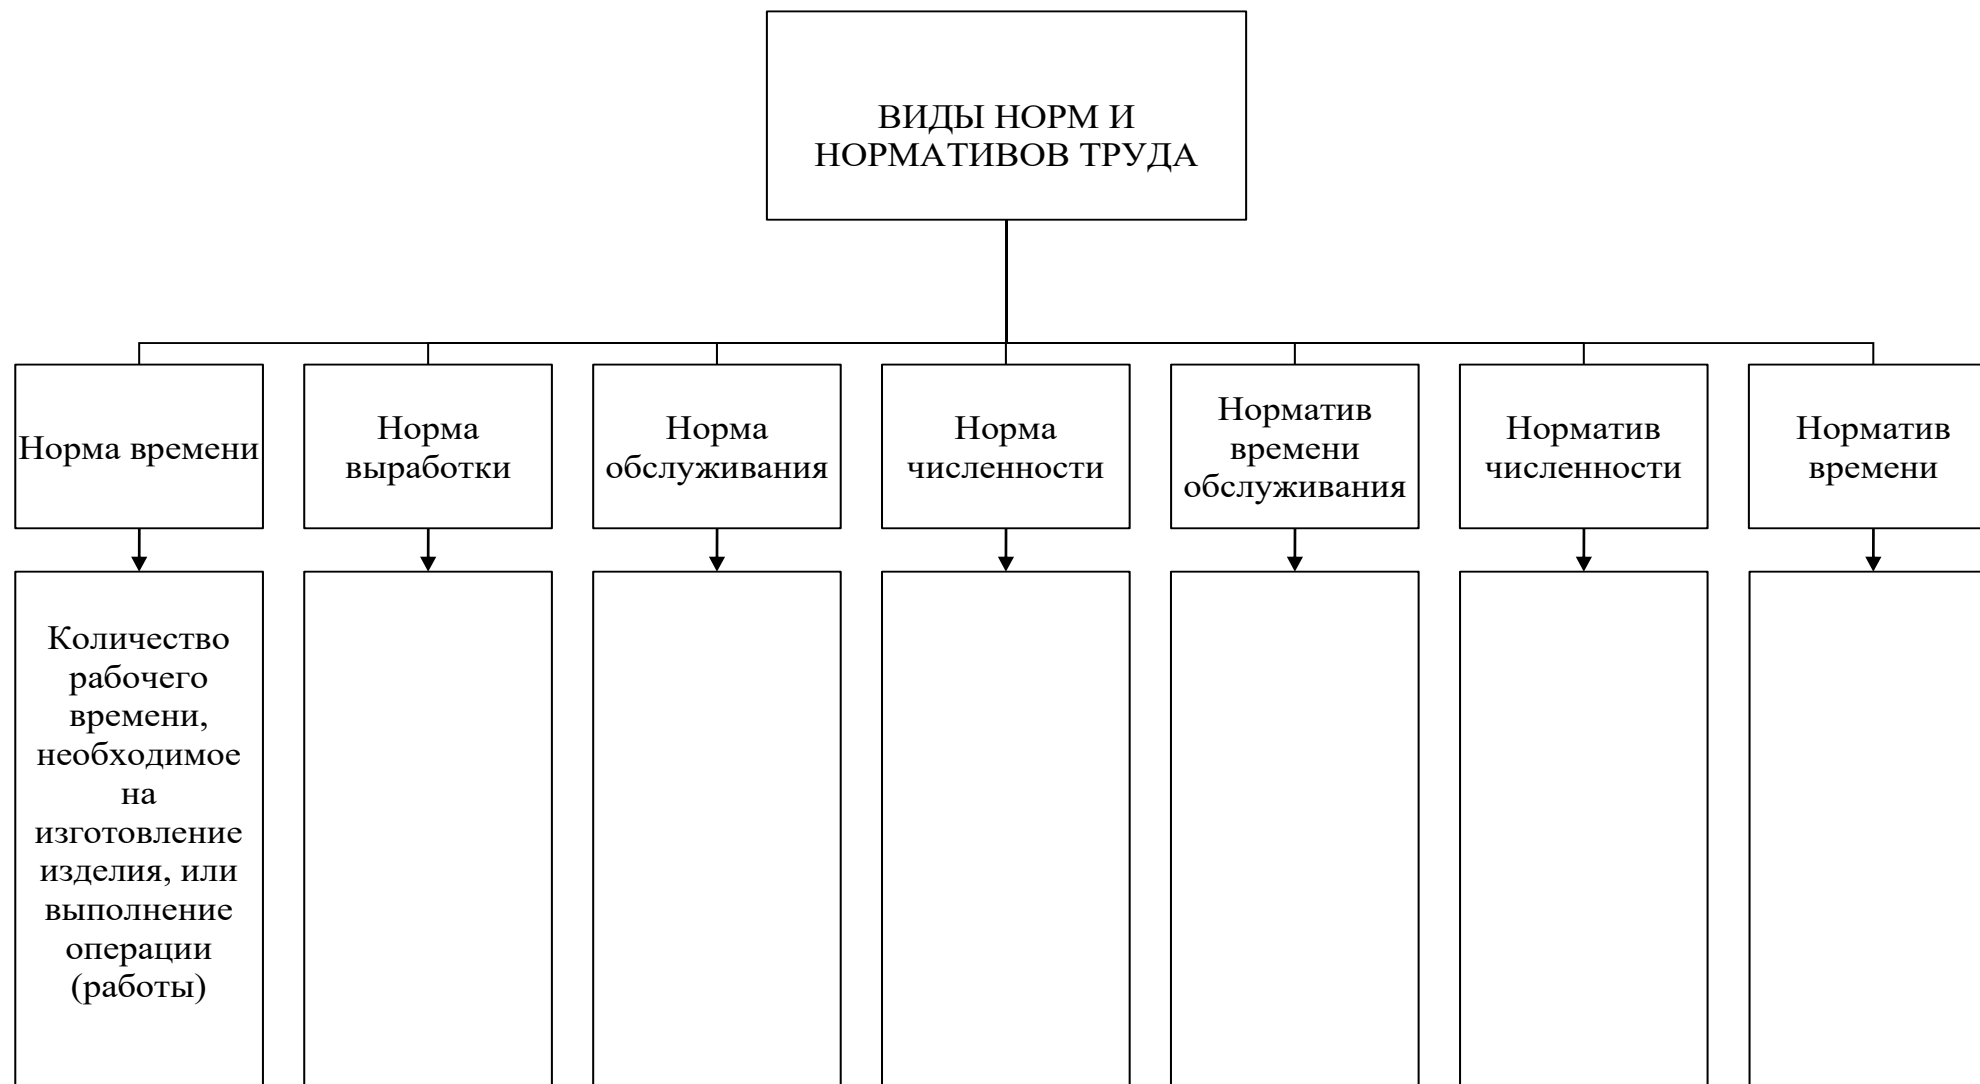 ВИДЫ НОРМ И
НОРМАТИВОВ ТРУДА
Норма времени
Норма
выработки
Норма
обслуживания
Норма
численности
Норматив
времени
обслуживания
Норматив
численности
Норматив
времени
Количество
рабочего
времени,
необходимое
на
изготовление
изделия, или
выполнение
операции
(работы)